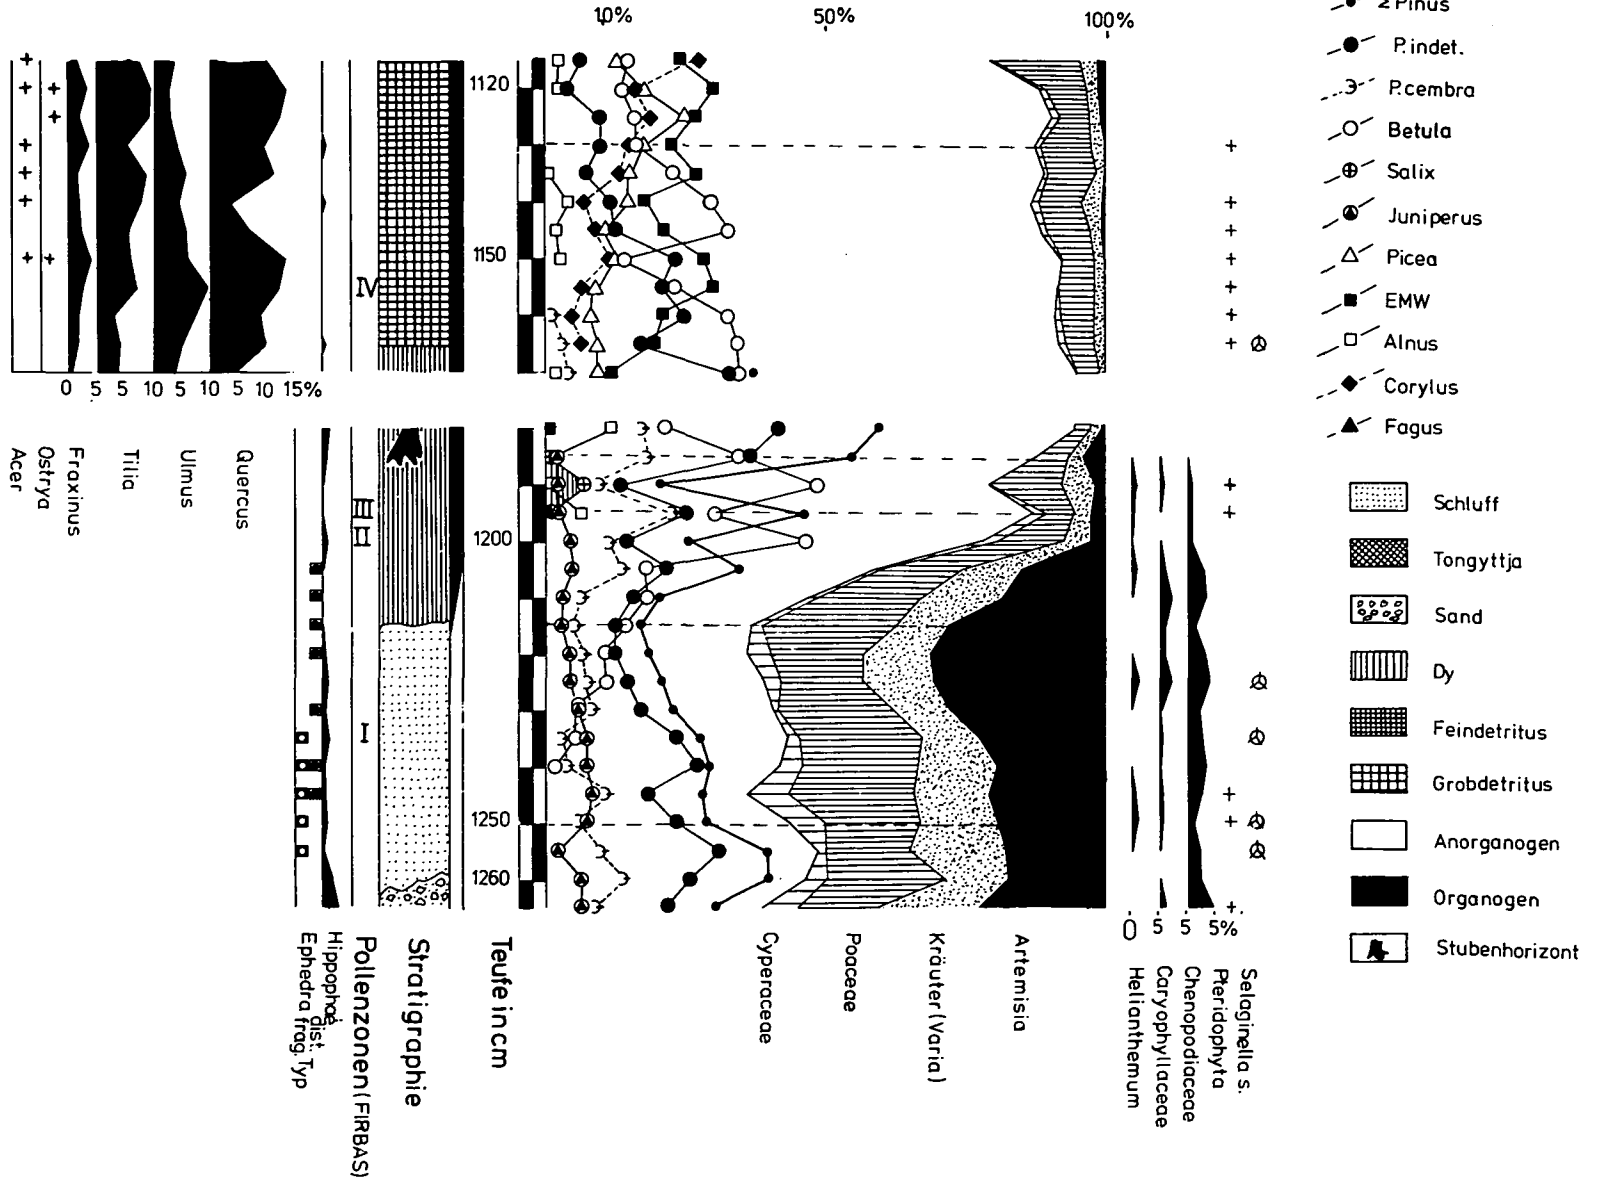 10% 50% 100%
≥ Pinus
P. indet.
P. cembra
Betula
Salix
Juniperus
Picea
EMW
Alnus
Corylus
Fagus
1120
1150
IV
0 5 5 10 5 10 5 10 15%
Acer
Ostrya
Fraxinus
Tilia
Ulmus
Quercus
III
II
I
1200
1250
1260
Schluff
Tongyttja
Sand
Dy
Feindetritus
Grobdetritus
Anorganogen
Organogen
Stubenhorizont
0 5 5 5%
Ephedra dist. frag. Typ
Hippophaë
Pollenzonen (FIRBAS)
Stratigraphie
Teufe in cm
Cyperaceae
Poaceae
Kräuter (Varia)
Artemisia
Helianthemum
Caryophyllaceae
Chenopodiaceae
Pteridophyta
Selaginella s.